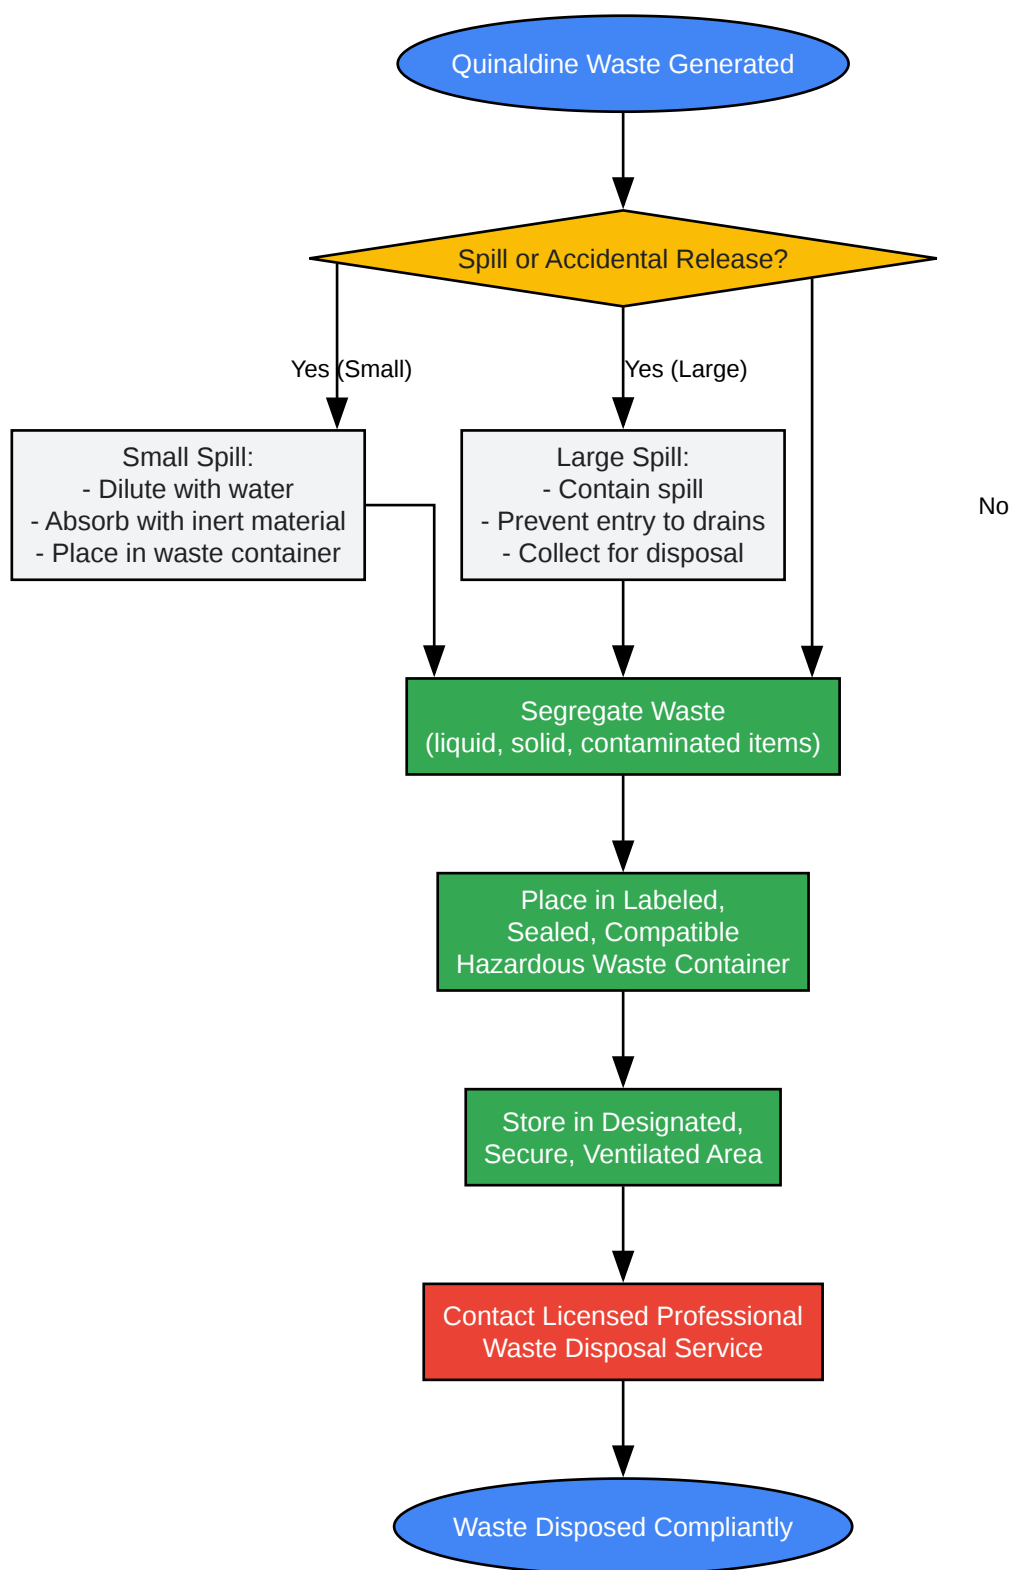 Quinaldine Waste Generated
Spill or Accidental Release?
Yes (Small)
Yes (Large)
Small Spill:
- Dilute with water
- Absorb with inert material
- Place in waste container
Large Spill:
- Contain spill
- Prevent entry to drains
- Collect for disposal
No
Segregate Waste
(liquid, solid, contaminated items)
Place in Labeled,
Sealed, Compatible
Hazardous Waste Container
Store in Designated,
Secure, Ventilated Area
Contact Licensed Professional
Waste Disposal Service
Waste Disposed Compliantly